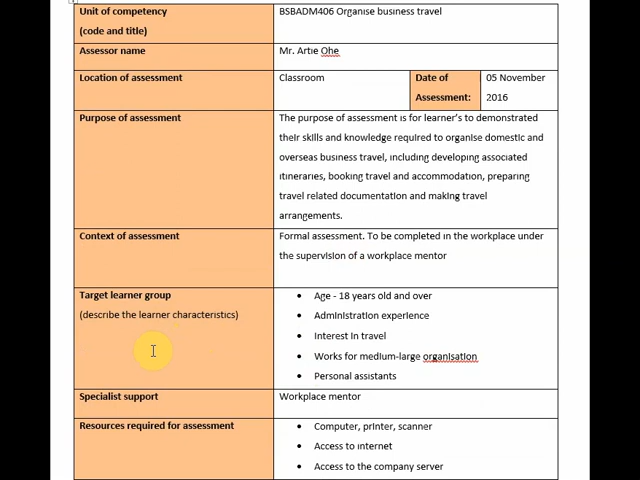 Unit of competency
(code and title)
BSBADM406 Organise business travel
Assessor name
Mr. Artie Ohe
Location of assessment
Classroom
Date of
Assessment:
05 November
2016
Purpose of assessment
The purpose of assessment is for learner's to demonstrated
their skills and knowledge required to organise domestic and
overseas business travel, including developing associated
itineraries, booking travel and accommodation, preparing
travel related documentation and making travel
arrangements.
Context of assessment
Formal assessment. To be completed in the workplace under
the supervision of a workplace mentor
Target learner group
(describe the learner characteristics)
• Age - 18 years old and over
• Administration experience
• Interest in travel
• Works for medium-large organisation
• Personal assistants
Specialist support
Workplace mentor
Resources required for assessment
• Computer, printer, scanner
• Access to internet
• Access to the company server